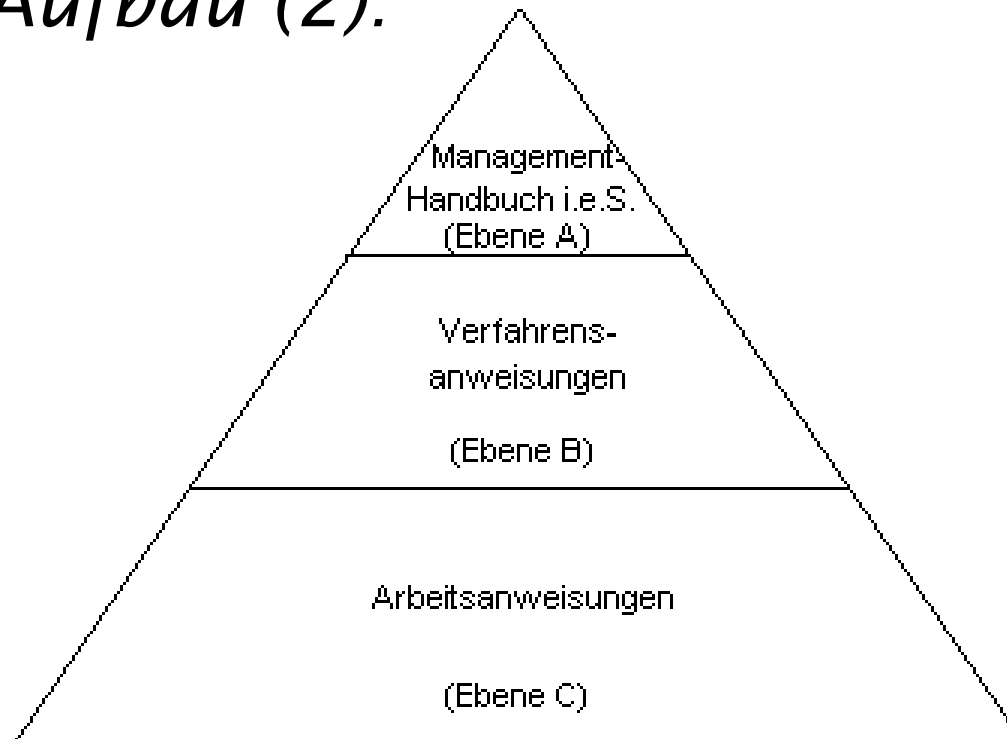 Aufbau (2):
Management-
Handbuch i.e.S.
(Ebene A)
Verfahrens-
anweisungen
(Ebene B)
Arbeitsanweisungen
(Ebene C)